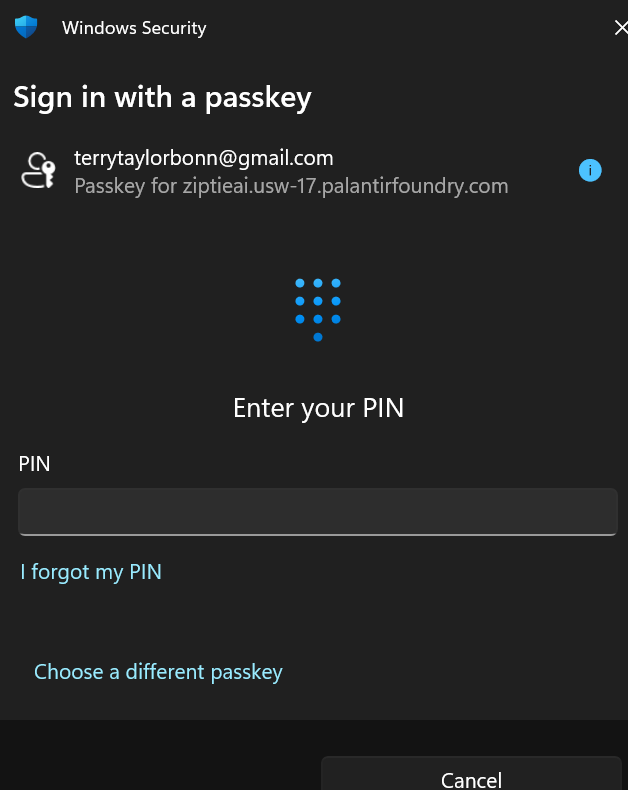 Windows Security
Sign in with a passkey
terrytaylorbonn@gmail.com
Passkey for ziptieai.usw-17.palantirfoundry.com
Enter your PIN
PIN
I forgot my PIN
Choose a different passkey
Cancel